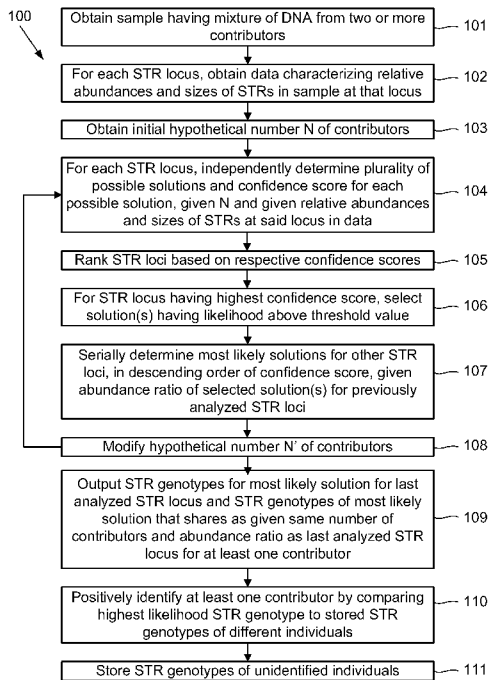 100
Obtain sample having mixture of DNA from two or more
contributors
101
For each STR locus, obtain data characterizing relative
abundances and sizes of STRs in sample at that locus
102
Obtain initial hypothetical number N of contributors
103
For each STR locus, independently determine plurality of
possible solutions and confidence score for each
possible solution, given N and given relative abundances
and sizes of STRs at said locus in data
104
Rank STR loci based on respective confidence scores
105
For STR locus having highest confidence score, select
solution(s) having likelihood above threshold value
106
Serially determine most likely solutions for other STR
loci, in descending order of confidence score, given
abundance ratio of selected solution(s) for previously
analyzed STR loci
107
Modify hypothetical number N' of contributors
108
Output STR genotypes for most likely solution for last
analyzed STR locus and STR genotypes of most likely
solution that shares as given same number of
contributors and abundance ratio as last analyzed STR
locus for at least one contributor
109
Positively identify at least one contributor by comparing
highest likelihood STR genotype to stored STR
genotypes of different individuals
110
Store STR genotypes of unidentified individuals
111